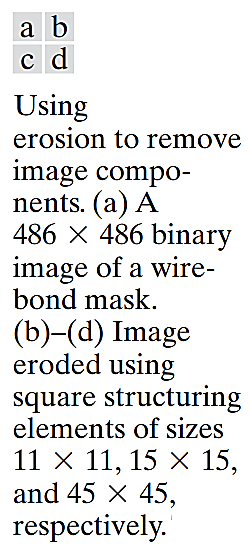 a b
c d
Using
erosion to remove
image compo-
nents. (a) A
486 × 486 binary
image of a wire-
bond mask.
(b)–(d) Image
eroded using
square structuring
elements of sizes
11 × 11, 15 × 15,
and 45 × 45,
respectively.